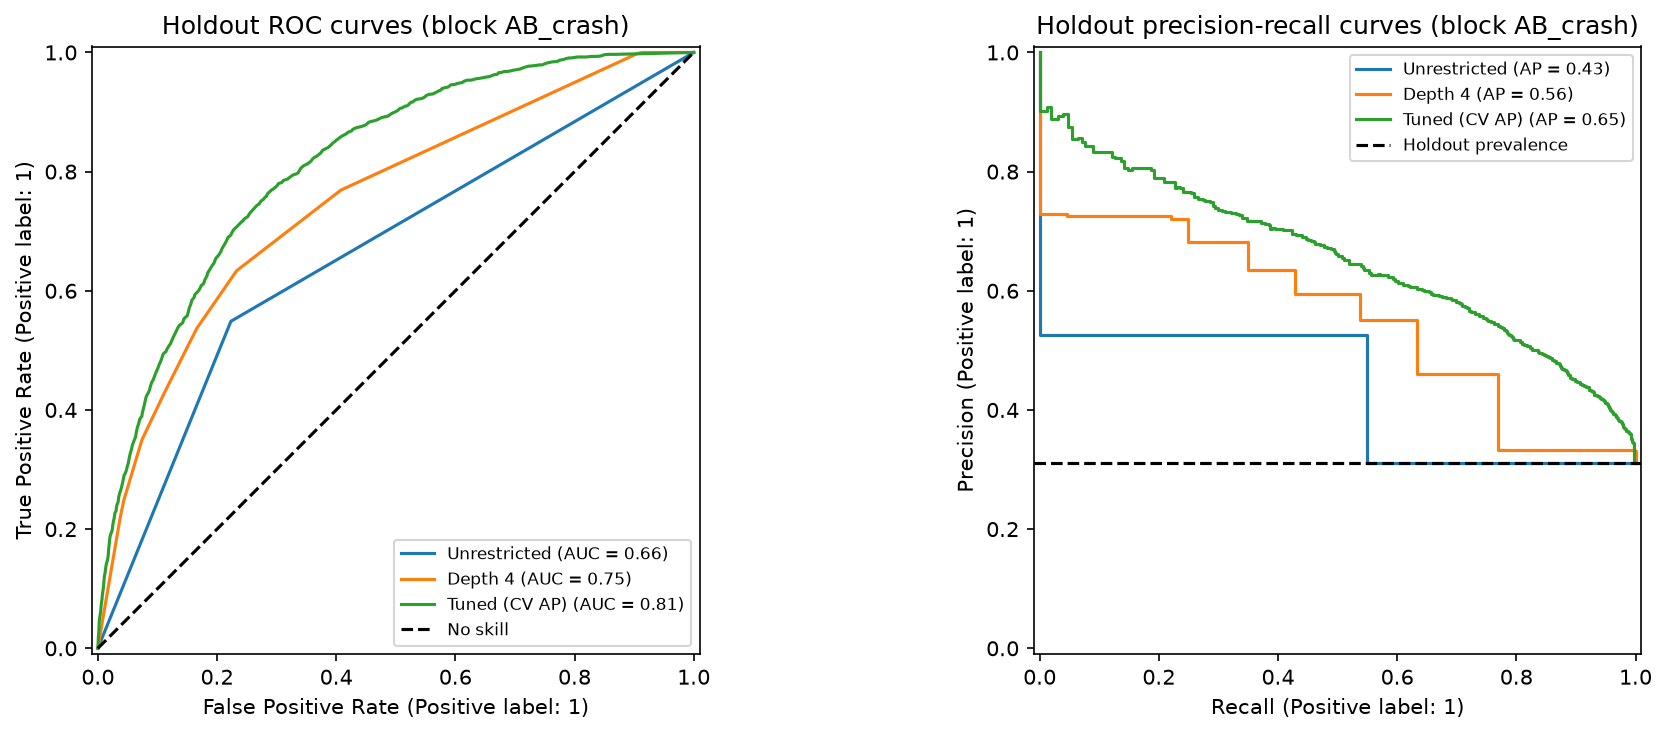 Holdout ROC curves (block AB_crash)
1.0
0.8
0.6
0.4
0.2
0.0
True Positive Rate (Positive label: 1)
Unrestricted (AUC = 0.66)
Depth 4 (AUC = 0.75)
Tuned (CV AP) (AUC = 0.81)
No skill
0.0 0.2 0.4 0.6 0.8 1.0
False Positive Rate (Positive label: 1)
Holdout precision-recall curves (block AB_crash)
1.0
0.8
0.6
0.4
0.2
0.0
Precision (Positive label: 1)
Unrestricted (AP = 0.43)
Depth 4 (AP = 0.56)
Tuned (CV AP) (AP = 0.65)
Holdout prevalence
0.0 0.2 0.4 0.6 0.8 1.0
Recall (Positive label: 1)